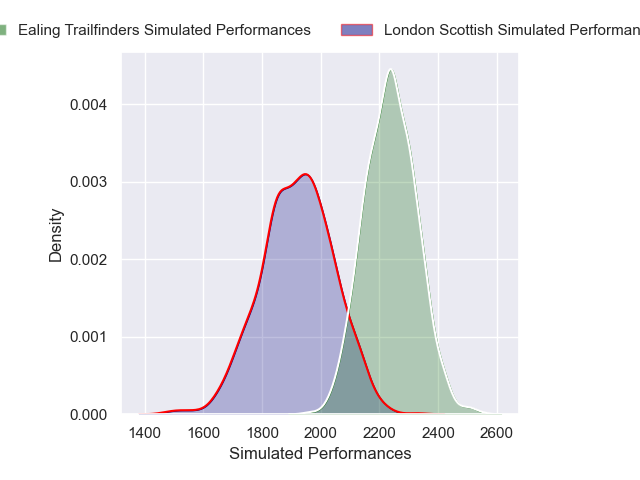 Ealing Trailfinders Simulated Performances London Scottish Simulated Performan
0.004
0.003
0.002
0.001
0.000
Density
1400 1600 1800 2000 2200 2400 2600
Simulated Performances